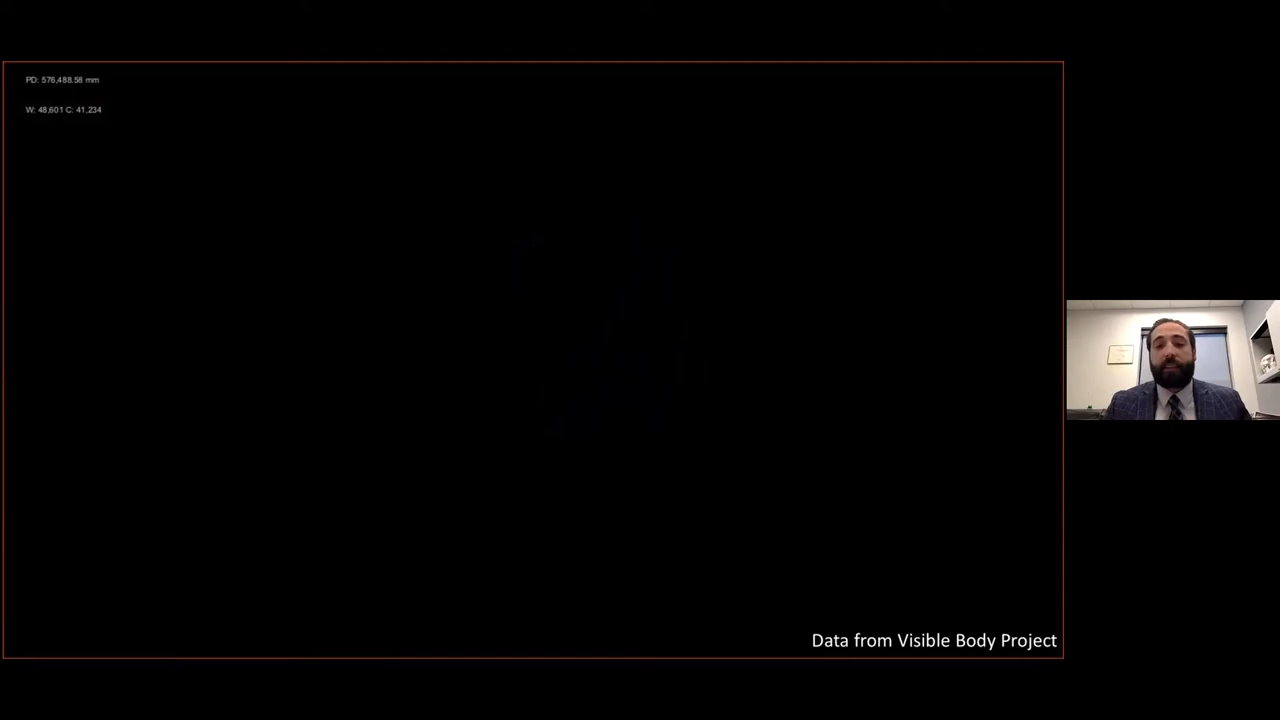 PD: 576,488.58 mm
W: 48,601 C: 41,234
Data from Visible Body Project